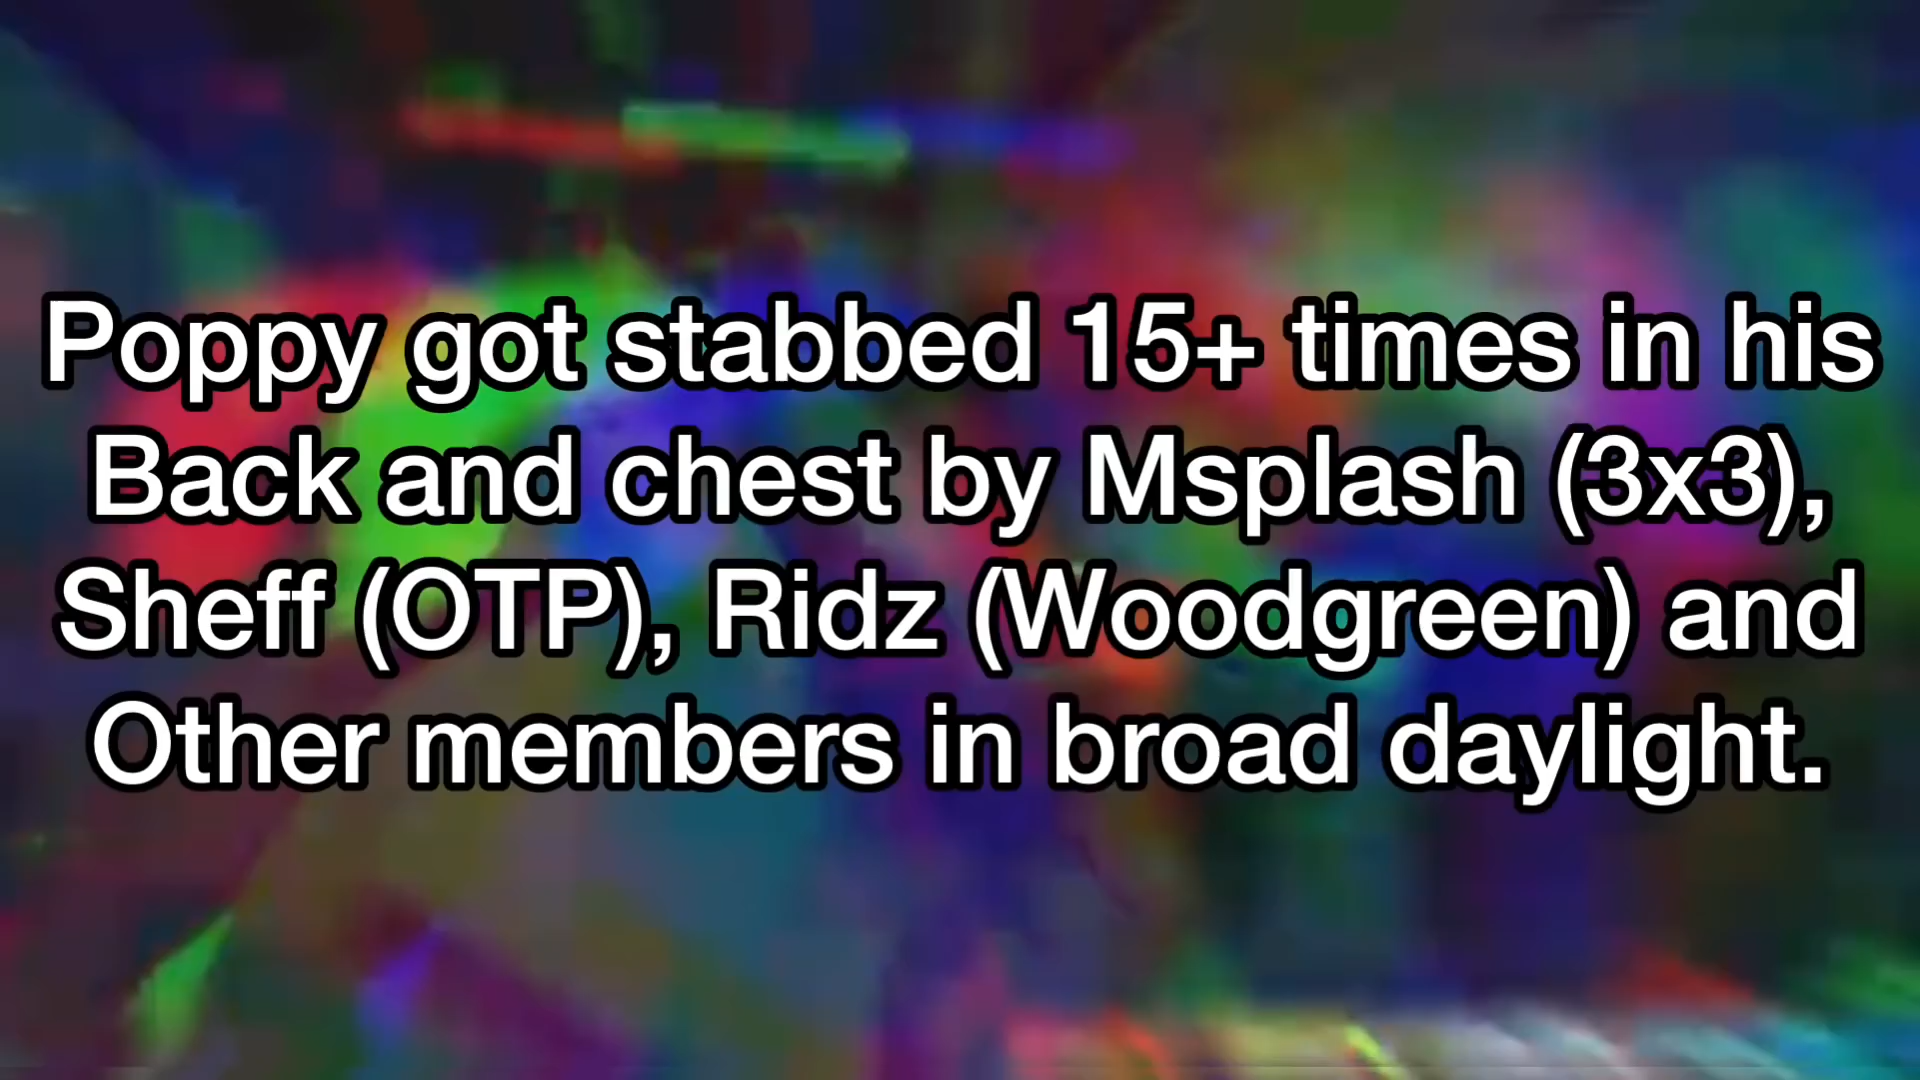 Poppy got stabbed 15+ times in his
Back and chest by Msplash (3x3),
Sheff (OTP), Ridz (Woodgreen) and
Other members in broad daylight.